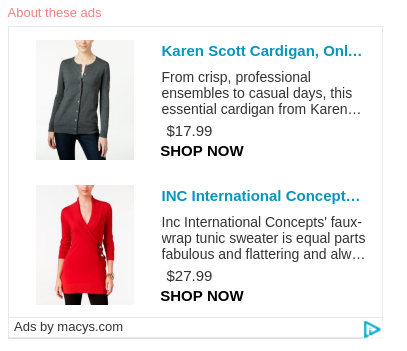 About these ads
Karen Scott Cardigan, Onl...
From crisp, professional
ensembles to casual days, this
essential cardigan from Karen...
$17.99
SHOP NOW
INC International Concept...
Inc International Concepts' faux-
wrap tunic sweater is equal parts
fabulous and flattering and alw...
$27.99
SHOP NOW
Ads by macys.com